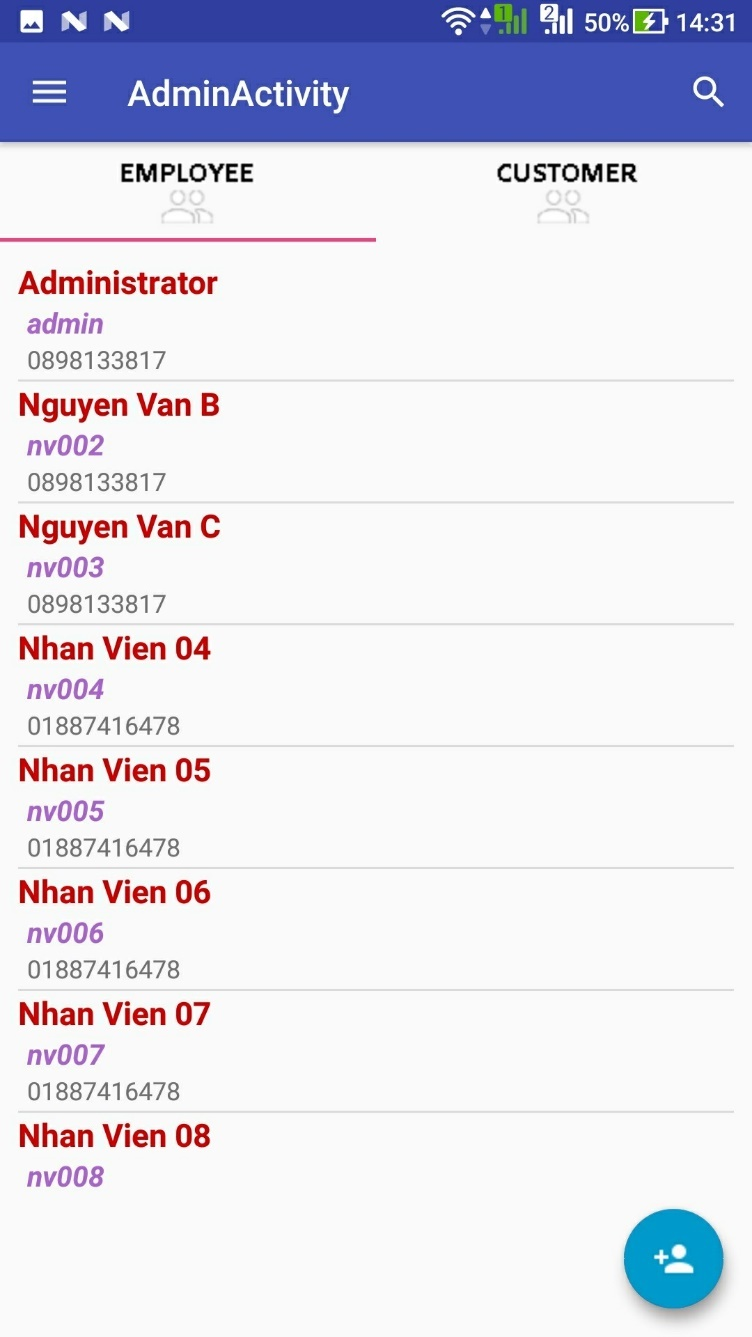 1 2 50% 14:31
AdminActivity
EMPLOYEE CUSTOMER
Administrator
admin
0898133817
Nguyen Van B
nv002
0898133817
Nguyen Van C
nv003
0898133817
Nhan Vien 04
nv004
01887416478
Nhan Vien 05
nv005
01887416478
Nhan Vien 06
nv006
01887416478
Nhan Vien 07
nv007
01887416478
Nhan Vien 08
nv008